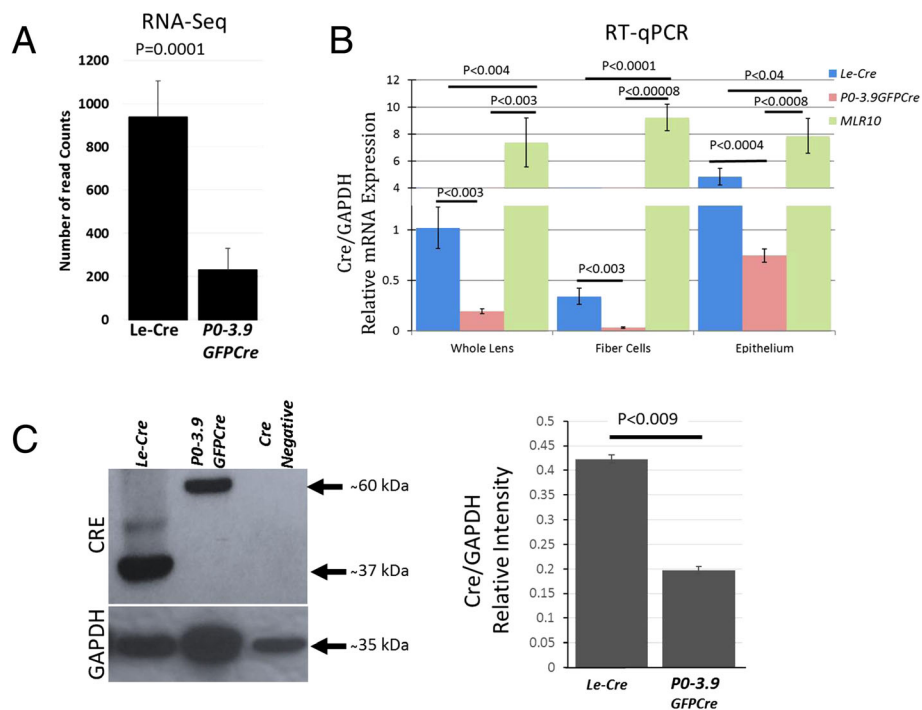 A
RNA-Seq
P=0.0001
Number of read Counts
1200
1000
800
600
400
200
0
Le-Cre
P0-3.9
GFPCre
B
RT-qPCR
Cre/GAPDH
Relative mRNA Expression
12
10
8
6
4
1
0.5
0
P<0.004
P<0.003
P<0.003
P<0.0001
P<0.00008
P<0.003
P<0.04
P<0.0008
P<0.0004
Whole Lens
Fiber Cells
Epithelium
Le-Cre
P0-3.9GFPCre
MLR10
C
Le-Cre
P0-3.9
GFPCre
Cre
Negative
CRE
GAPDH
~60 kDa
~37 kDa
~35 kDa
Cre/GAPDH
Relative Intensity
P<0.009
0.5
0.45
0.4
0.35
0.3
0.25
0.2
0.15
0.1
0.05
0
Le-Cre
P0-3.9
GFPCre